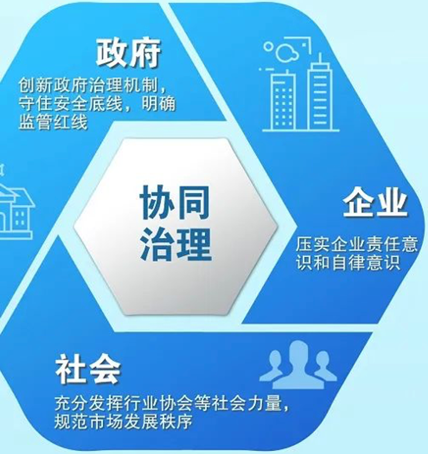 政府
创新政府治理机制,
守住安全底线,明确
监管红线
协同
治理
企业
压实企业责任意
识和自律意识
社会
充分发挥行业协会等社会力量,
规范市场发展秩序